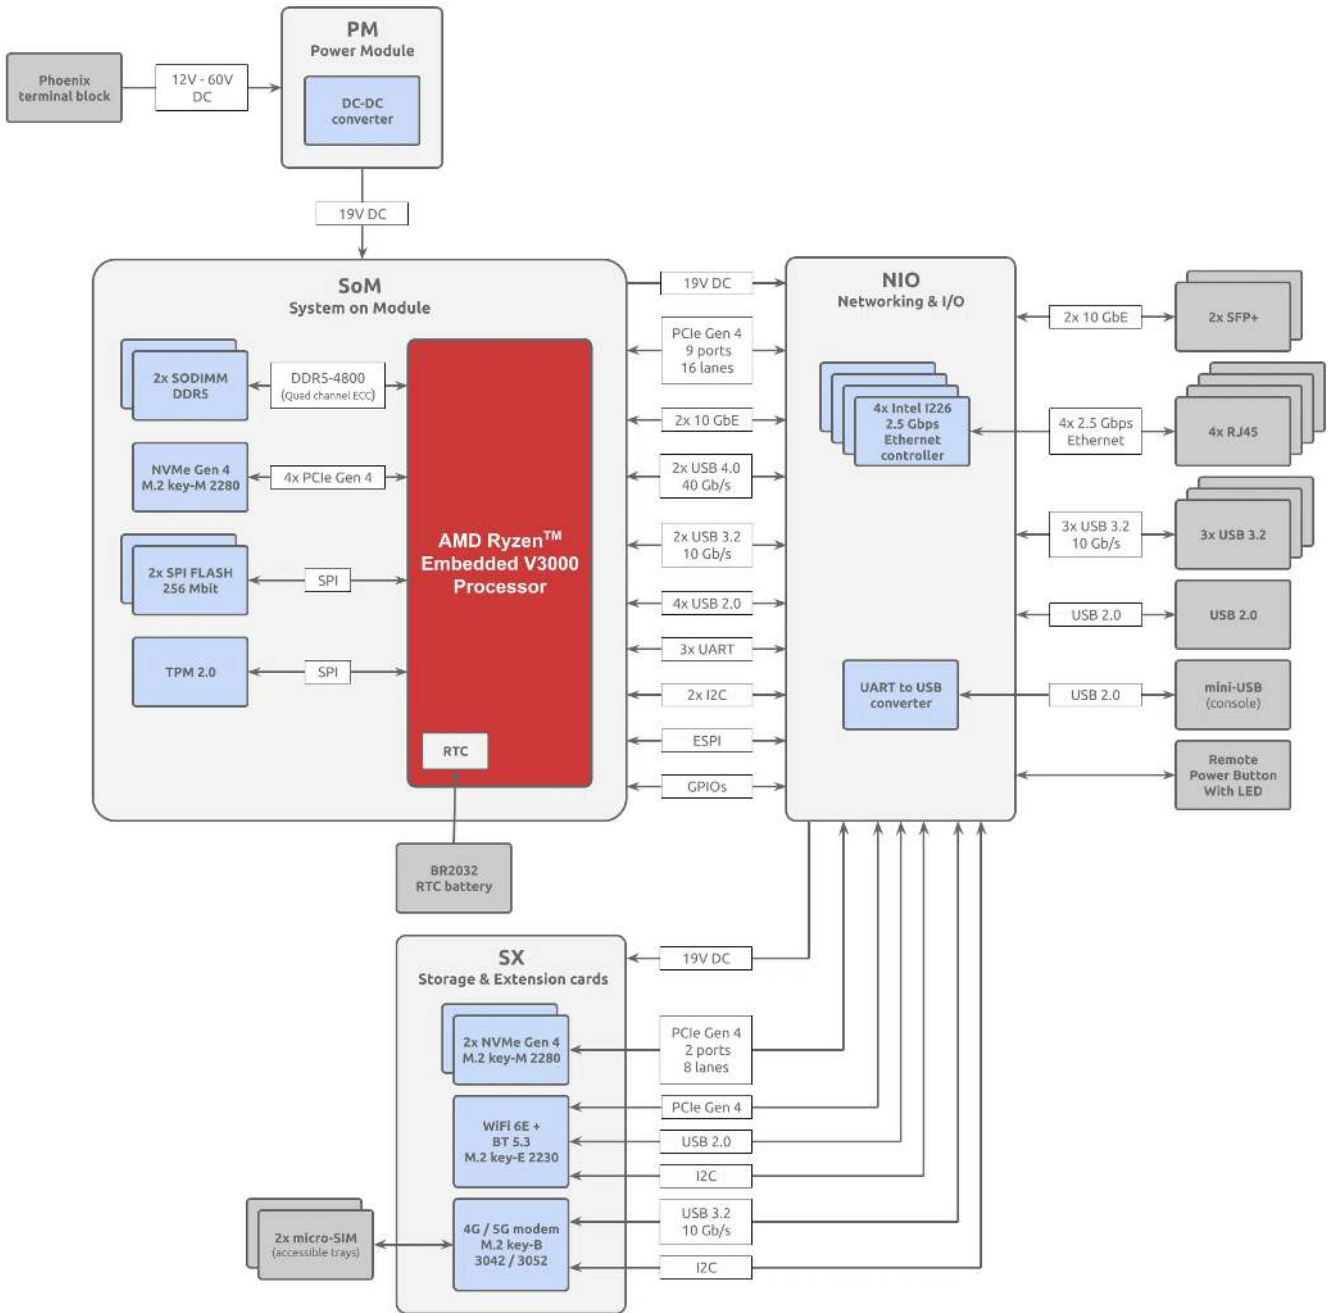 PM
Power Module
Phoenix
terminal block
12V - 60V
DC
DC-DC
converter
19V DC
SoM
System on Module
2x SODIMM
DDR5
DDR5-4800
(Quad channel ECC)
NVMe Gen 4
M.2 key-M 2280
4x PCIe Gen 4
2x SPI FLASH
256 Mbit
SPI
TPM 2.0
SPI
AMD Ryzen™
Embedded V3000
Processor
RTC
BR2032
RTC battery
19V DC
PCIe Gen 4
9 ports
16 lanes
2x 10 GbE
2x USB 4.0
40 Gb/s
2x USB 3.2
10 Gb/s
4x USB 2.0
3x UART
2x I2C
ESPI
GPIOs
NIO
Networking & I/O
4x Intel I226
2.5 Gbps
Ethernet
controller
UART to USB
converter
2x 10 GbE
2x SFP+
4x 2.5 Gbps
Ethernet
4x RJ45
3x USB 3.2
10 Gb/s
3x USB 3.2
USB 2.0
USB 2.0
USB 2.0
mini-USB
(console)
Remote
Power Button
With LED
SX
Storage & Extension cards
19V DC
2x NVMe Gen 4
M.2 key-M 2280
PCIe Gen 4
2 ports
8 lanes
WiFi 6E +
BT 5.3
M.2 key-E 2230
PCIe Gen 4
USB 2.0
I2C
2x micro-SIM
(accessible trays)
4G / 5G modem
M.2 key-B
3042 / 3052
USB 3.2
10 Gb/s
I2C